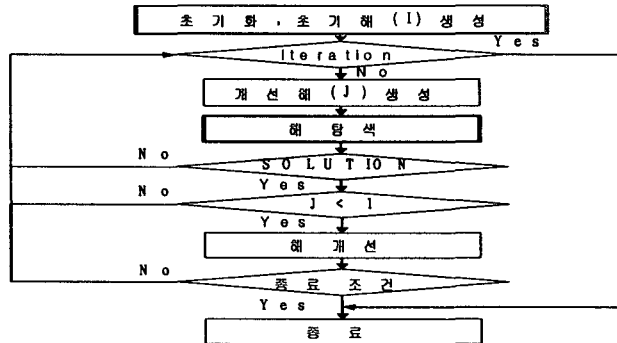 초기화, 초기해(I) 생성
Yes
Iteration
No
개선해(J) 생성
해탐색
No
SOLUTION
Yes
No
J < I
Yes
해개선
No
종료 조건
Yes
종료